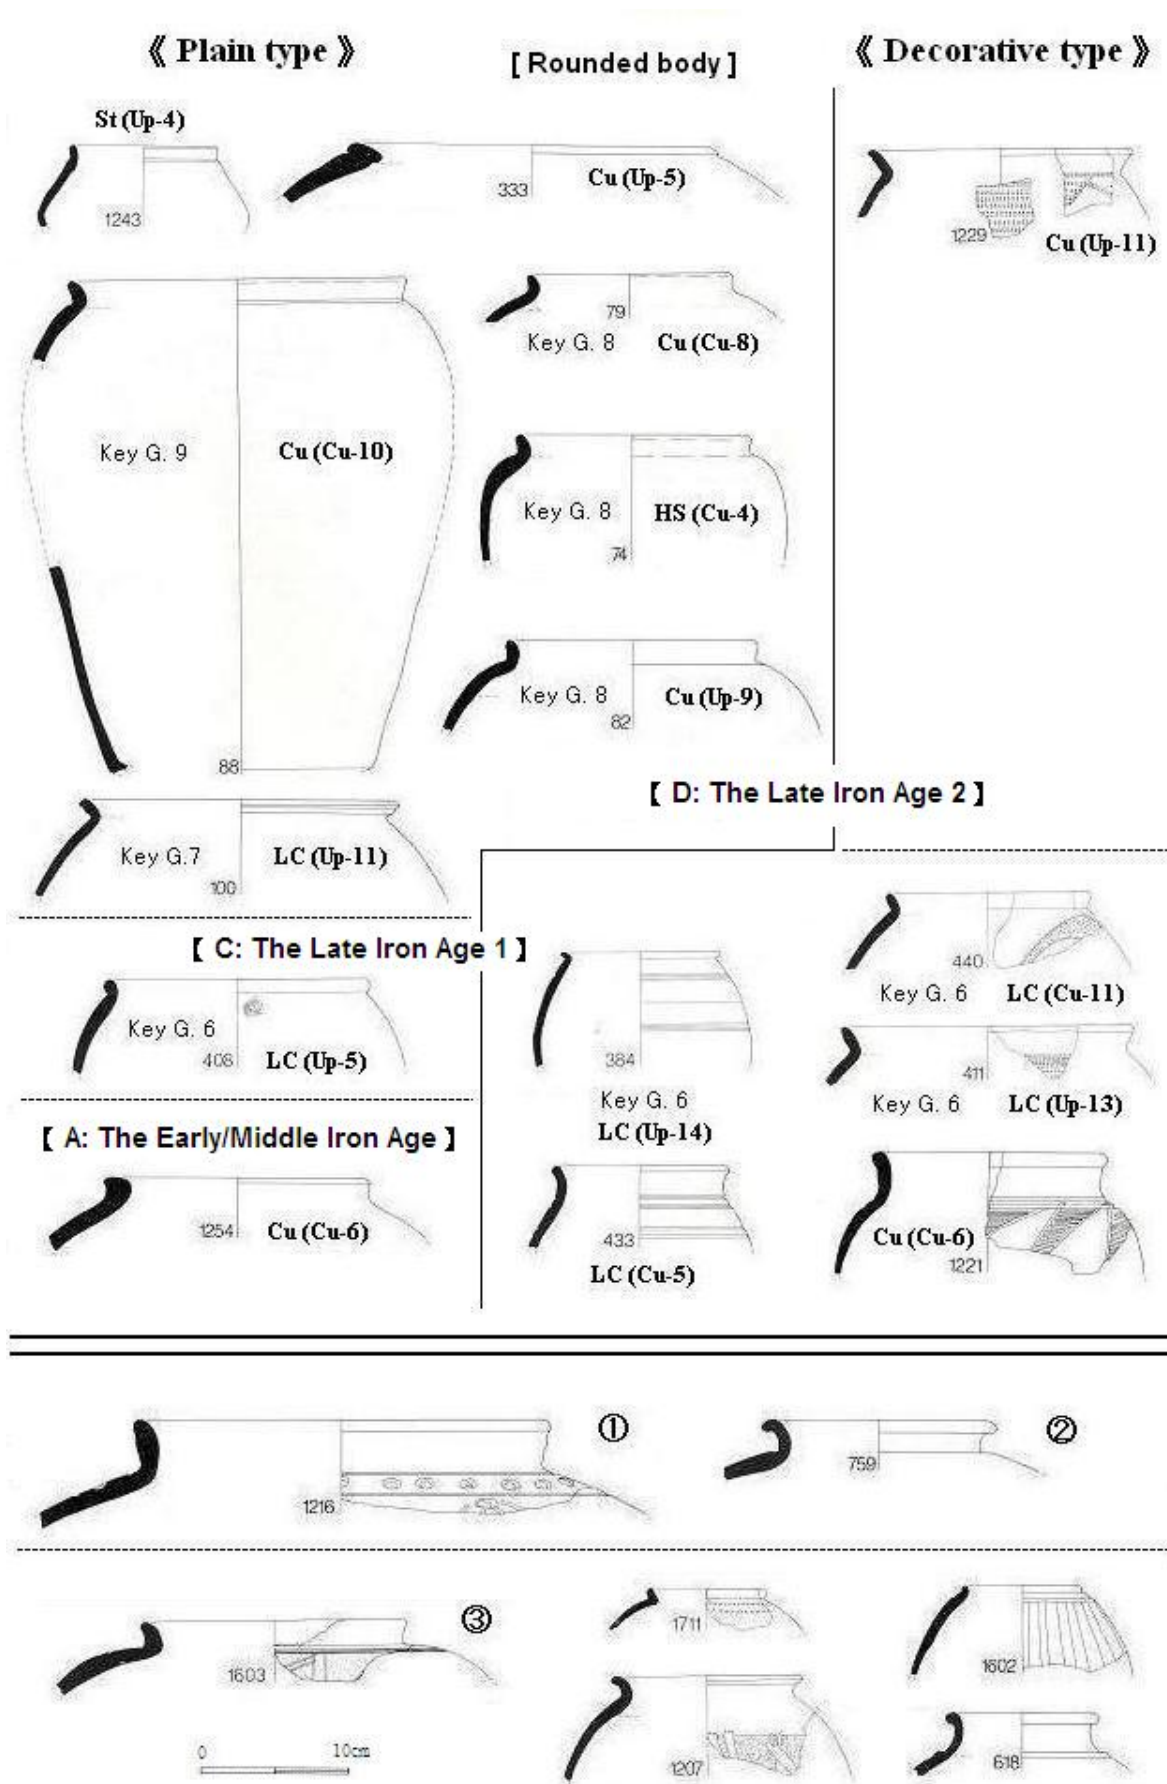 《 Plain type 》
[ Rounded body ]
《 Decorative type 》
St (Up-4)
1243
333
Cu (Up-5)
1229
Cu (Up-11)
79
Key G. 8
Cu (Cu-8)
Key G. 9
Cu (Cu-10)
Key G. 8
HS (Cu-4)
74
Key G. 8
Cu (Up-9)
82
88
【 D: The Late Iron Age 2 】
Key G.7
LC (Up-11)
100
【 C: The Late Iron Age 1 】
440
Key G. 6
LC (Cu-11)
Key G. 6
408
LC (Up-5)
384
Key G. 6
LC (Up-14)
411
Key G. 6
LC (Up-13)
【 A: The Early/Middle Iron Age 】
1254
Cu (Cu-6)
433
LC (Cu-5)
Cu (Cu-6)
1221
①
1216
②
759
③
1603
1711
1602
1207
618
0 10cm